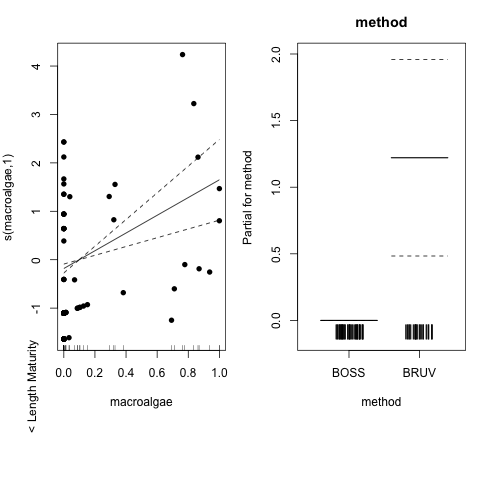 method
s(macroalgae,1)
4
3
2
1
0
-1
0.0 0.2 0.4 0.6 0.8 1.0
macroalgae
< Length Maturity
Partial for method
2.0
1.5
1.0
0.5
0.0
BOSS BRUV
method